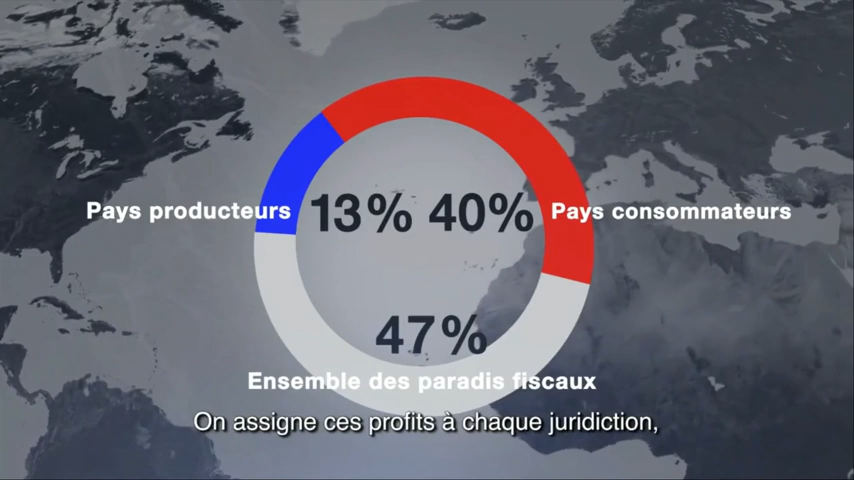 Pays producteurs 13% 40% Pays consommateurs
47%
Ensemble des paradis fiscaux
On assigne ces profits à chaque juridiction,